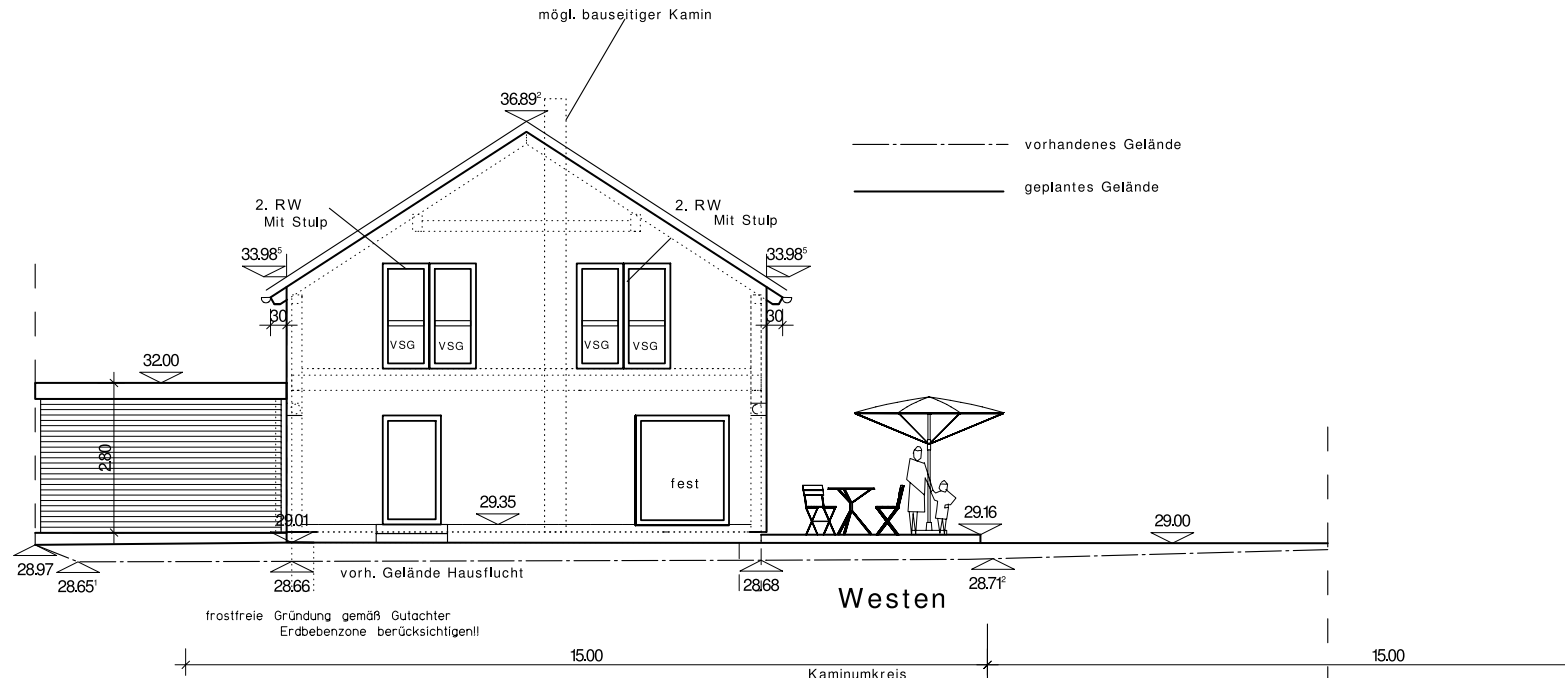 mögl. bauseitiger Kamin
36.89²
vorhandenes Gelände
geplantes Gelände
2. RW
Mit Stulp
2. RW
Mit Stulp
33.98⁵
33.98⁵
30
30
VSG
VSG
VSG
VSG
32.00
2.80
fest
29.35
29.01
29.16
29.00
28.97
28.65¹
28.66
vorh. Gelände Hausflucht
28.68
28.71²
Westen
frostfreie Gründung gemäß Gutachter
Erdbebenzone berücksichtigen!!
15.00
15.00
Kaminumkreis